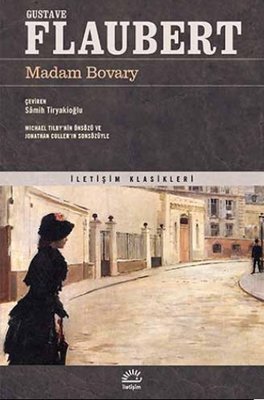 GUSTAVE
FLAUBERT
Madam Bovary
ÇEVİREN
Sâmih Tiryakioğlu
MICHAEL TILBY'NİN ÖNSÖZÜ VE
JONATHAN CULLER'IN SONSÖZÜYLE
İLETİŞİM KLASİKLERİ
iletişim